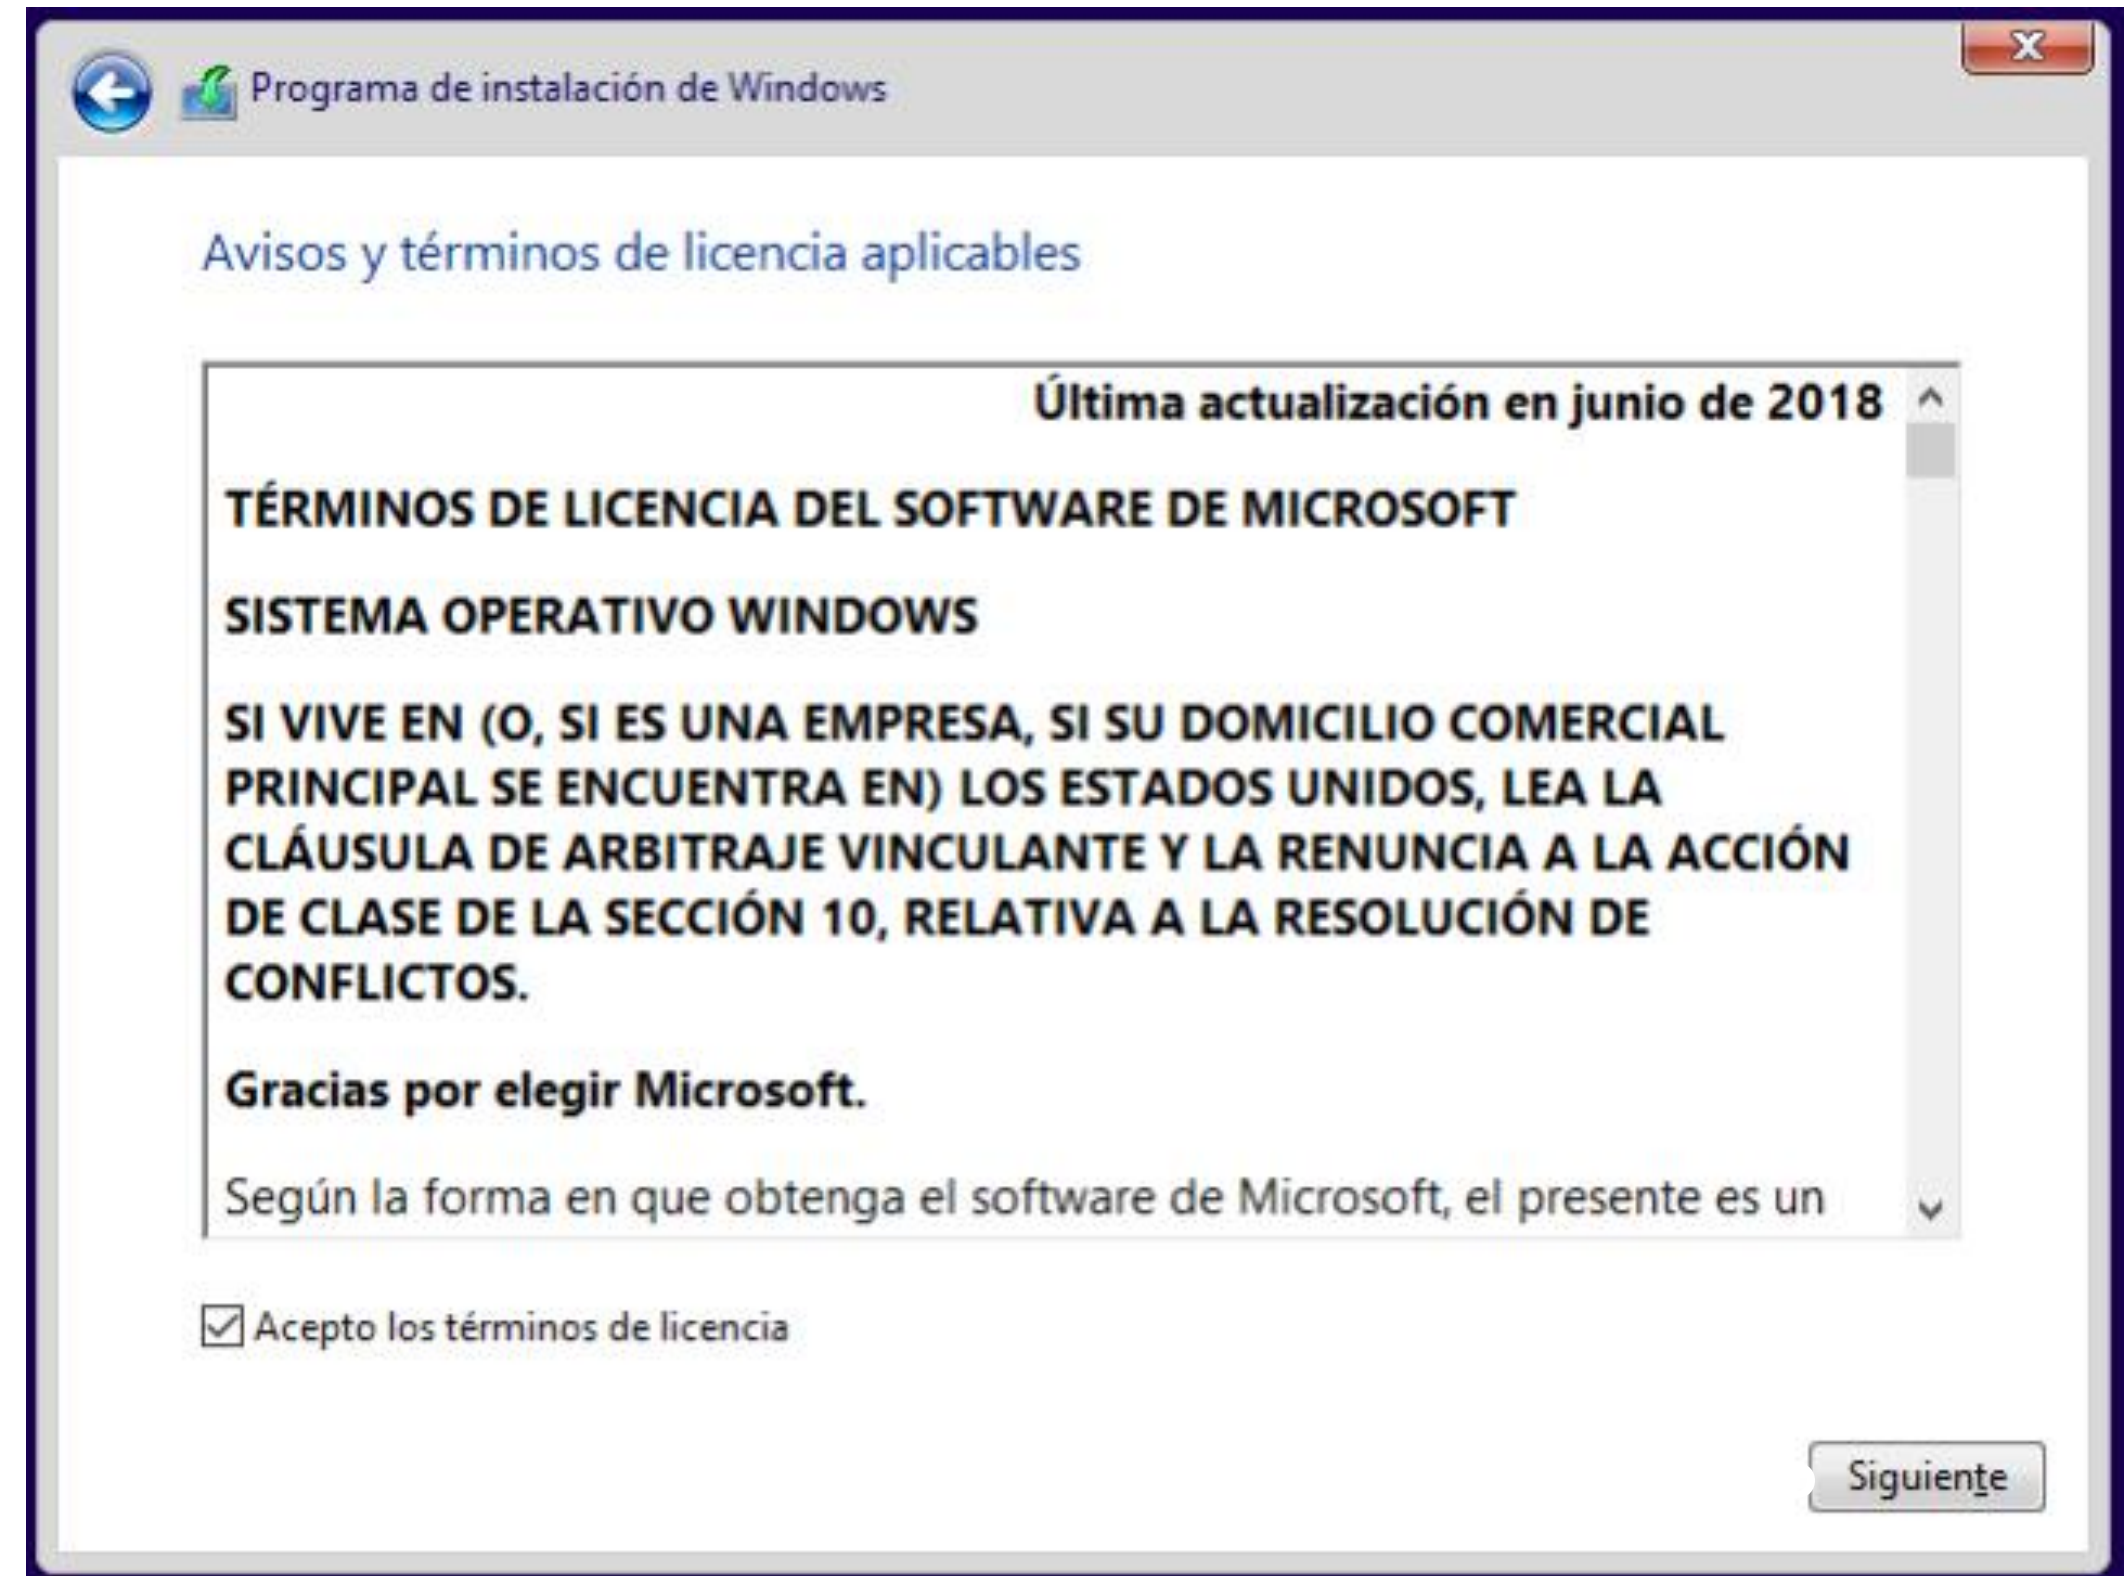 Programa de instalación de Windows
Avisos y términos de licencia aplicables
Última actualización en junio de 2018
TÉRMINOS DE LICENCIA DEL SOFTWARE DE MICROSOFT
SISTEMA OPERATIVO WINDOWS
SI VIVE EN (O, SI ES UNA EMPRESA, SI SU DOMICILIO COMERCIAL
PRINCIPAL SE ENCUENTRA EN) LOS ESTADOS UNIDOS, LEA LA
CLÁUSULA DE ARBITRAJE VINCULANTE Y LA RENUNCIA A LA ACCIÓN
DE CLASE DE LA SECCIÓN 10, RELATIVA A LA RESOLUCIÓN DE
CONFLICTOS.
Gracias por elegir Microsoft.
Según la forma en que obtenga el software de Microsoft, el presente es un
Acepto los términos de licencia
Siguiente